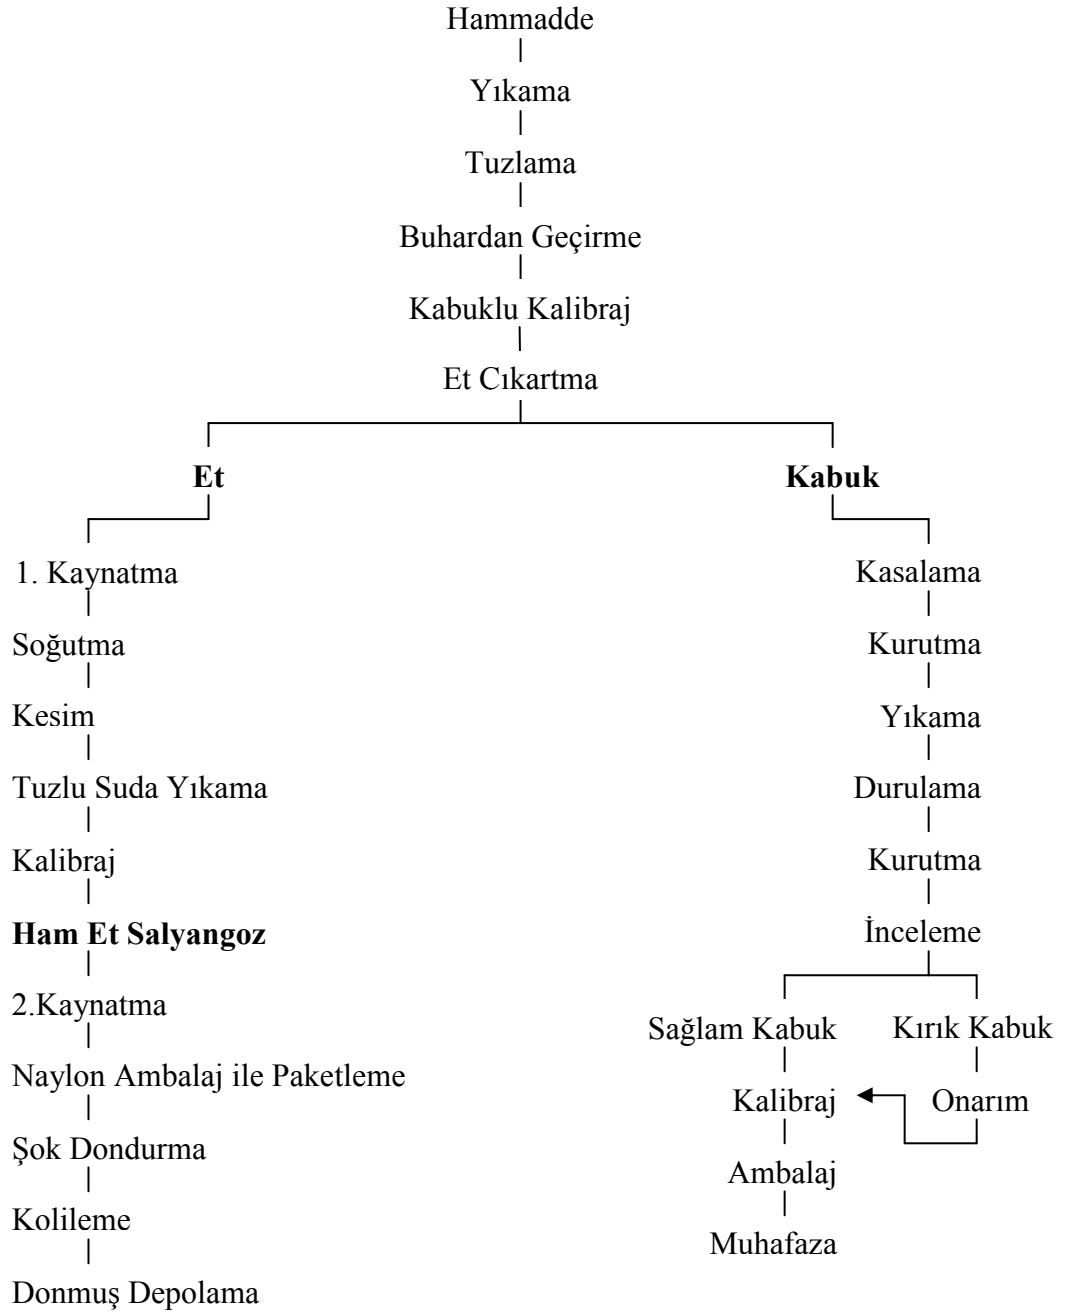 Hammadde
Yıkama
Tuzlama
Buhardan Geçirme
Kabuklu Kalibraj
Et Cıkartma
Et
Kabuk
1. Kaynatma
Soğutma
Kesim
Tuzlu Suda Yıkama
Kalibraj
Ham Et Salyangoz
2.Kaynatma
Naylon Ambalaj ile Paketleme
Şok Dondurma
Kolileme
Donmuş Depolama
Kasalama
Kurutma
Yıkama
Durulama
Kurutma
İnceleme
Sağlam Kabuk
Kırık Kabuk
Kalibraj
Onarım
Ambalaj
Muhafaza